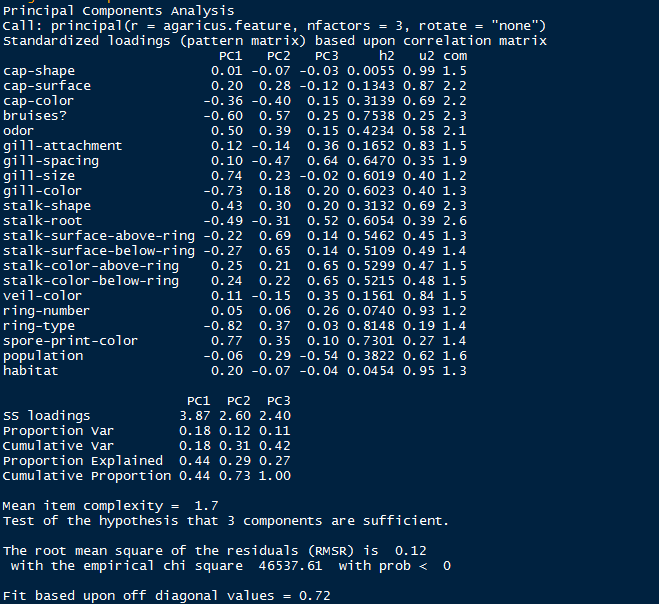 Principal Components Analysis
Call: principal(r = agaricus.feature, nfactors = 3, rotate = "none")
Standardized loadings (pattern matrix) based upon correlation matrix
PC1 PC2 PC3 h2 u2 com
cap-shape 0.01 -0.07 -0.03 0.0055 0.99 1.5
cap-surface 0.20 0.28 -0.12 0.1343 0.87 2.2
cap-color -0.36 -0.40 0.15 0.3139 0.69 2.2
bruises? -0.60 0.57 0.25 0.7538 0.25 2.3
odor 0.50 0.39 0.15 0.4234 0.58 2.1
gill-attachment 0.12 -0.14 0.36 0.1652 0.83 1.5
gill-spacing 0.10 -0.47 0.64 0.6470 0.35 1.9
gill-size 0.74 0.23 -0.02 0.6019 0.40 1.2
gill-color -0.73 0.18 0.20 0.6023 0.40 1.3
stalk-shape 0.43 0.30 0.20 0.3132 0.69 2.3
stalk-root -0.49 -0.31 0.52 0.6054 0.39 2.6
stalk-surface-above-ring -0.22 0.69 0.14 0.5462 0.45 1.3
stalk-surface-below-ring -0.27 0.65 0.14 0.5109 0.49 1.4
stalk-color-above-ring 0.25 0.21 0.65 0.5299 0.47 1.5
stalk-color-below-ring 0.24 0.22 0.65 0.5215 0.48 1.5
veil-color 0.11 -0.15 0.35 0.1561 0.84 1.5
ring-number 0.05 0.06 0.26 0.0740 0.93 1.2
ring-type -0.82 0.37 0.03 0.8148 0.19 1.4
spore-print-color 0.77 0.35 0.10 0.7301 0.27 1.4
population -0.06 0.29 -0.54 0.3822 0.62 1.6
habitat 0.20 -0.07 -0.04 0.0454 0.95 1.3
PC1 PC2 PC3
SS loadings 3.87 2.60 2.40
Proportion Var 0.18 0.12 0.11
Cumulative Var 0.18 0.31 0.42
Proportion Explained 0.44 0.29 0.27
Cumulative Proportion 0.44 0.73 1.00
Mean item complexity = 1.7
Test of the hypothesis that 3 components are sufficient.
The root mean square of the residuals (RMSR) is 0.12
with the empirical chi square 46537.61 with prob < 0
Fit based upon off diagonal values = 0.72